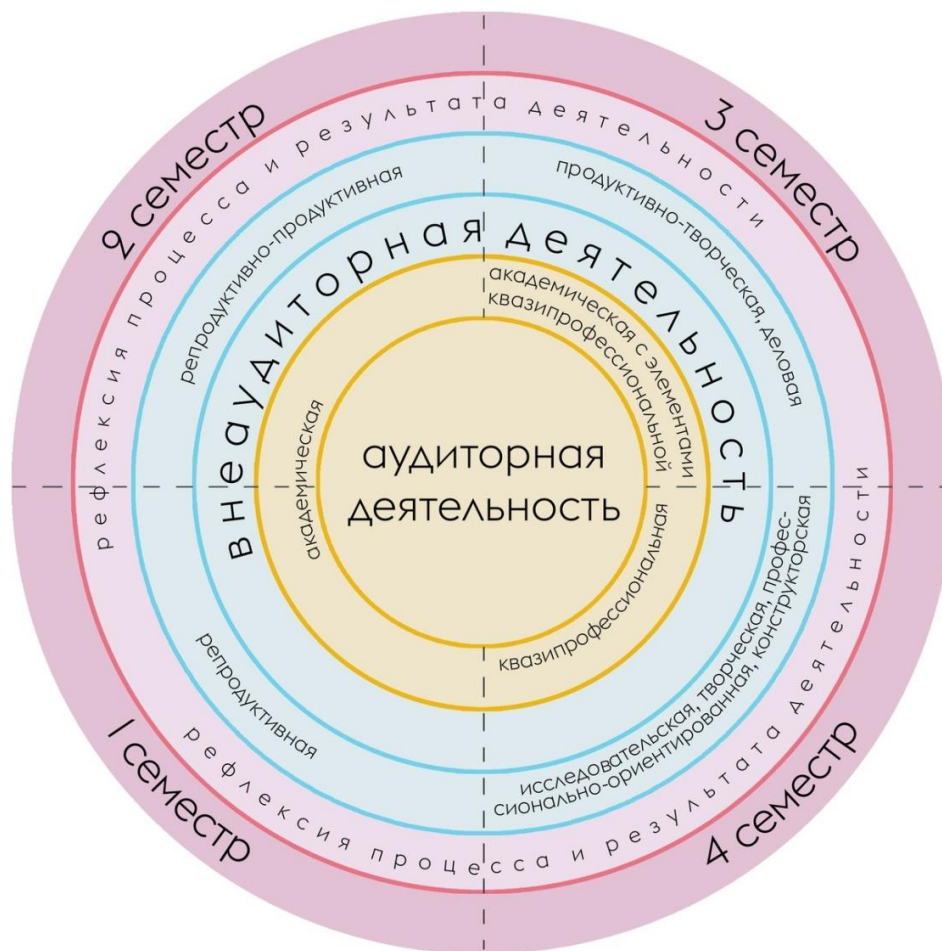 2 семестр
3 семестр
рефлексия процесса и результата деятельности
репродуктивно-продуктивная
продуктивно-творческая, деловая
внеаудиторная деятельность
академическая с элементами
квазипрофессиональной
академическая
аудиторная
деятельность
квазипрофессиональная
репродуктивная
исследовательская, творческая, профес-
сионально-ориентированная, конструкторская
рефлексия процесса и результата деятельности
1 семестр
4 семестр